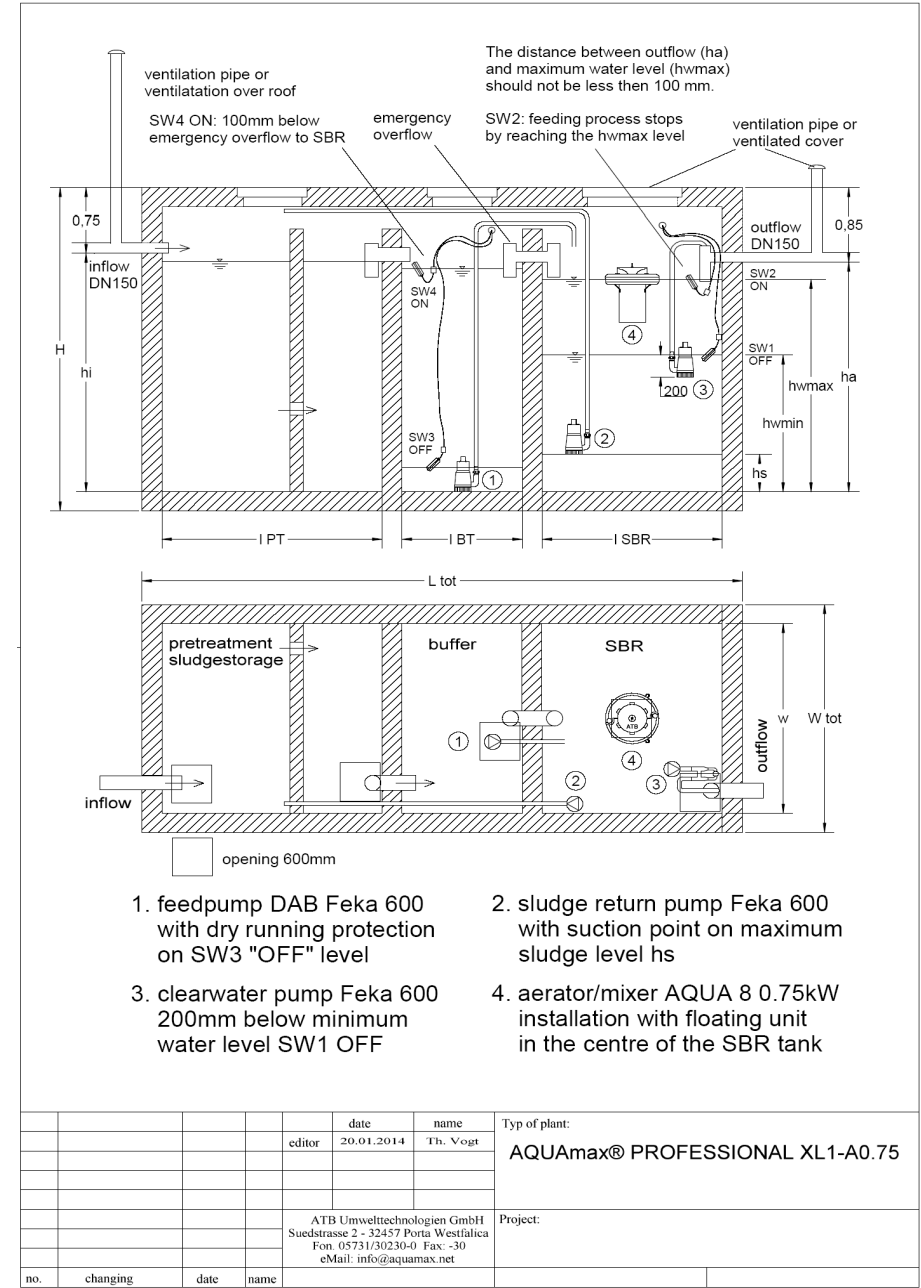 The distance between outflow (ha)
and maximum water level (hwmax)
should not be less then 100 mm.
ventilation pipe or
ventilatation over roof
SW4 ON: 100mm below
emergency overflow to SBR
emergency
overflow
SW2: feeding process stops
by reaching the hwmax level
ventilation pipe or
ventilated cover
0,75
inflow
DN150
H
hi
SW4
ON
SW3
OFF
1
2
4
200
3
outflow
DN150
0,85
SW2
ON
SW1
OFF
hwmax
ha
hwmin
hs
l PT
l BT
l SBR
L tot
pretreatment
sludgestorage
buffer
SBR
ATB
w
W tot
outflow
1
4
3
2
inflow
opening 600mm
1. feedpump DAB Feka 600
with dry running protection
on SW3 "OFF" level
2. sludge return pump Feka 600
with suction point on maximum
sludge level hs
3. clearwater pump Feka 600
200mm below minimum
water level SW1 OFF
4. aerator/mixer AQUA 8 0.75kW
installation with floating unit
in the centre of the SBR tank
date name
editor 20.01.2014 Th. Vogt
Typ of plant:
AQUAmax® PROFESSIONAL XL1-A0.75
ATB Umwelttechnologien GmbH
Suedstrasse 2 - 32457 Porta Westfalica
Fon. 05731/30230-0 Fax: -30
eMail: info@aquamax.net
Project:
no. changing date name